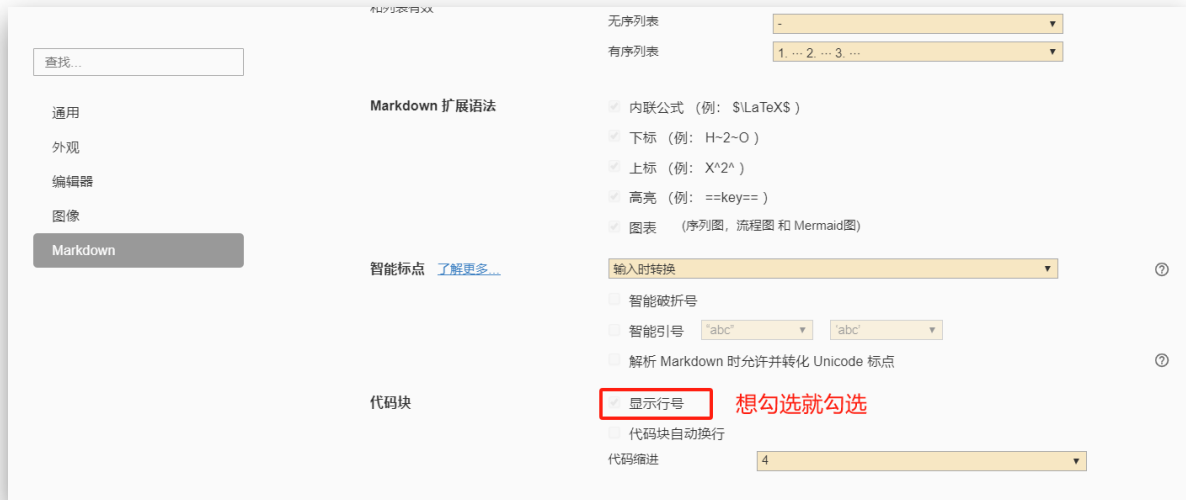 和列表有效
无序列表
-
有序列表
1. ··· 2. ··· 3. ···
查找...
通用
外观
编辑器
图像
Markdown
Markdown 扩展语法
内联公式 （例： $\LaTeX$ ）
下标 （例： H~2~O ）
上标 （例： X^2^ ）
高亮 （例： ==key== ）
图表 (序列图，流程图 和 Mermaid图)
智能标点 了解更多...
输入时转换
智能破折号
智能引号 "abc" 'abc'
解析 Markdown 时允许并转化 Unicode 标点
代码块
显示行号 想勾选就勾选
代码块自动换行
代码缩进 4